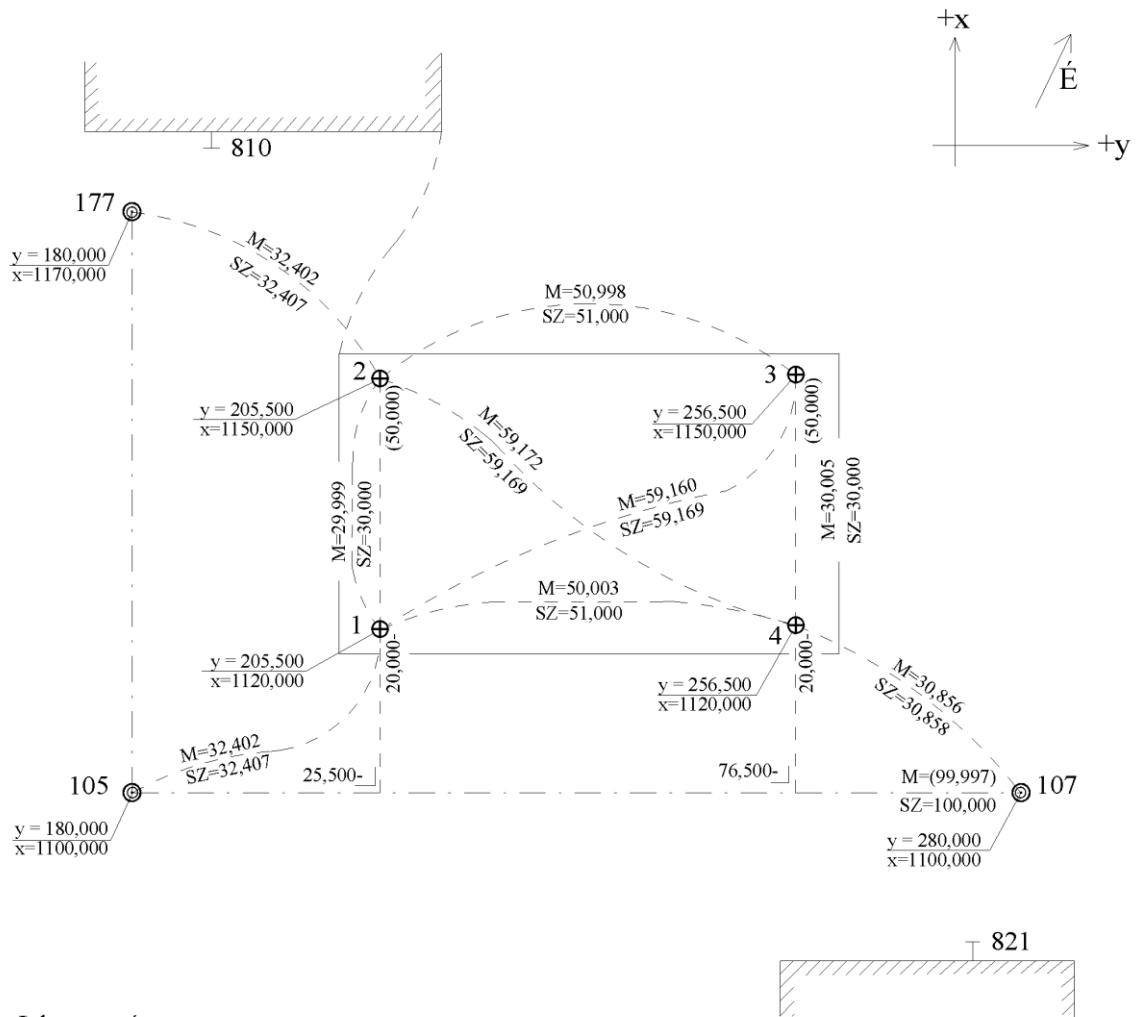 +x
É
+y
810
177
y = 180,000
x=1170,000
M=32,402
SZ=32,407
M=50,998
SZ=51,000
2
3
y = 205,500
x=1150,000
(50,000)
y = 256,500
x=1150,000
(50,000)
M=59,172
SZ=59,169
M=59,160
SZ=59,169
M=29,999
SZ=30,000
M=30,005
SZ=30,000
M=50,003
SZ=51,000
1
4
y = 205,500
x=1120,000
20,000-
y = 256,500
x=1120,000
20,000-
M=30,856
SZ=30,858
M=32,402
SZ=32,407
25,500-
76,500-
105
M=(99,997)
SZ=100,000
107
y = 180,000
x=1100,000
y = 280,000
x=1100,000
821